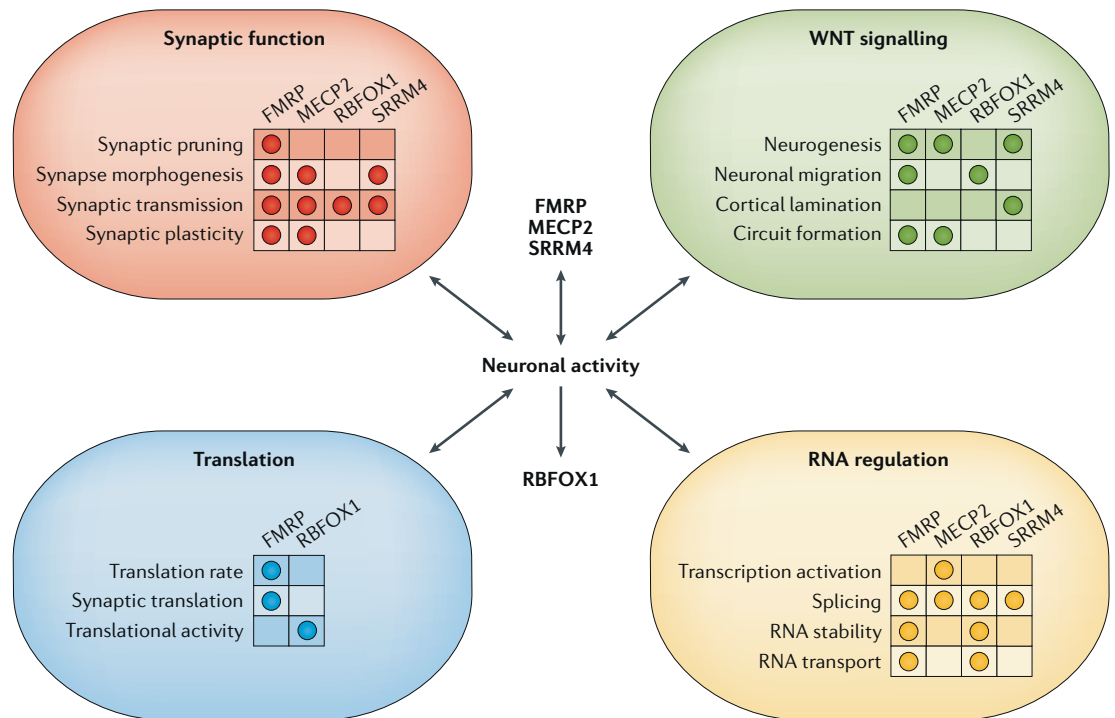 Synaptic function
FMRP MECP2 RBFOX1 SRRM4
Synaptic pruning
Synapse morphogenesis
Synaptic transmission
Synaptic plasticity
WNT signalling
FMRP MECP2 RBFOX1 SRRM4
Neurogenesis
Neuronal migration
Cortical lamination
Circuit formation
FMRP
MECP2
SRRM4
Neuronal activity
RBFOX1
Translation
FMRP RBFOX1
Translation rate
Synaptic translation
Translational activity
RNA regulation
FMRP MECP2 RBFOX1 SRRM4
Transcription activation
Splicing
RNA stability
RNA transport